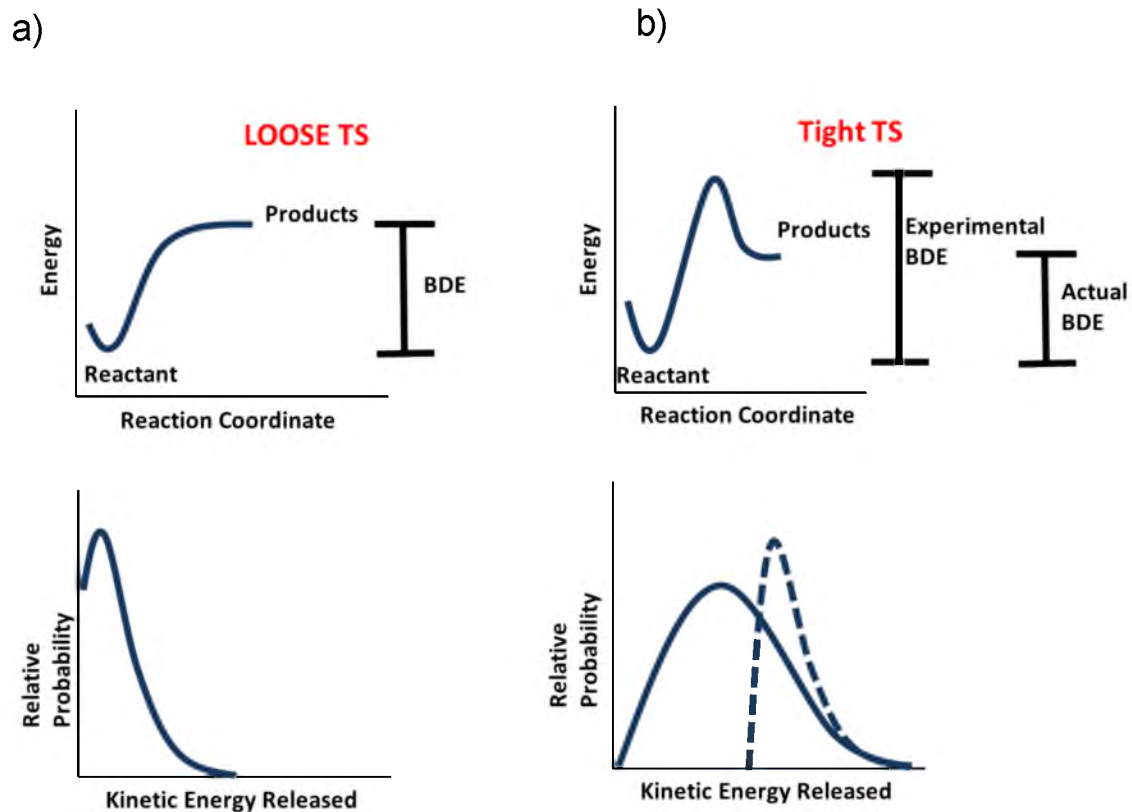 a)
LOOSE TS
Products
BDE
Energy
Reactant
Reaction Coordinate
b)
Tight TS
Products
Experimental
BDE
Actual
BDE
Energy
Reactant
Reaction Coordinate
Relative
Probability
Kinetic Energy Released
Relative
Probability
Kinetic Energy Released